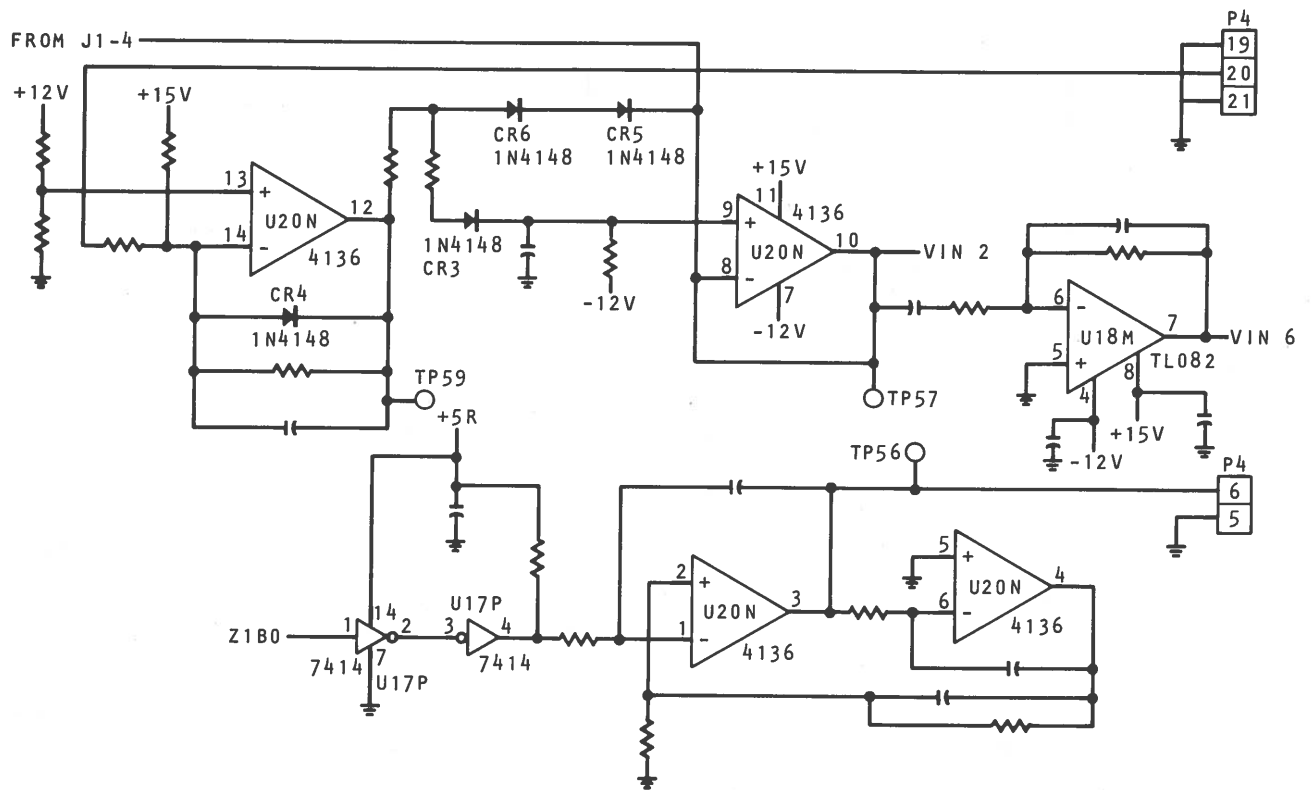 P4
FROM J1-4
19
20
21
+12V
+15V
CR6
1N4148
CR5
1N4148
13
+
U20N
12
14
-
4136
+15V
11
9
+
4136
U20N
10
VIN 2
8
-
7
-12V
1N4148
CR3
-12V
CR4
1N4148
6
-
U18M
7
VIN 6
5
+
TL082
8
4
+15V
-12V
TP59
TP57
+5R
TP56
P4
6
5
U17P
14
Z1B0
1
2
3
4
7414
7
U17P
7414
2
+
U20N
3
1
-
4136
5
+
U20N
4
6
-
4136